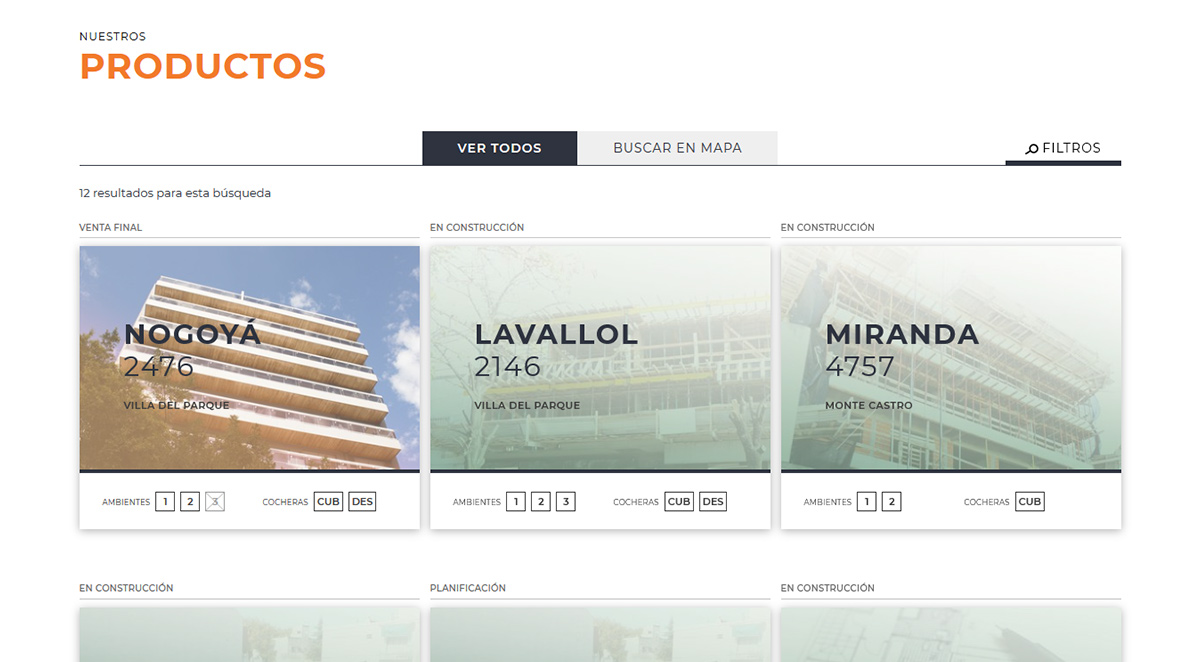 NUESTROS
PRODUCTOS
VER TODOS
BUSCAR EN MAPA
FILTROS
12 resultados para esta búsqueda
VENTA FINAL
EN CONSTRUCCIÓN
EN CONSTRUCCIÓN
NOGOYÁ
2476
VILLA DEL PARQUE
LAVALLOL
2146
VILLA DEL PARQUE
MIRANDA
4757
MONTE CASTRO
AMBIENTES 1 2 3 COCHERAS CUB DES
AMBIENTES 1 2 3 COCHERAS CUB DES
AMBIENTES 1 2 COCHERAS CUB
EN CONSTRUCCIÓN
PLANIFICACIÓN
EN CONSTRUCCIÓN